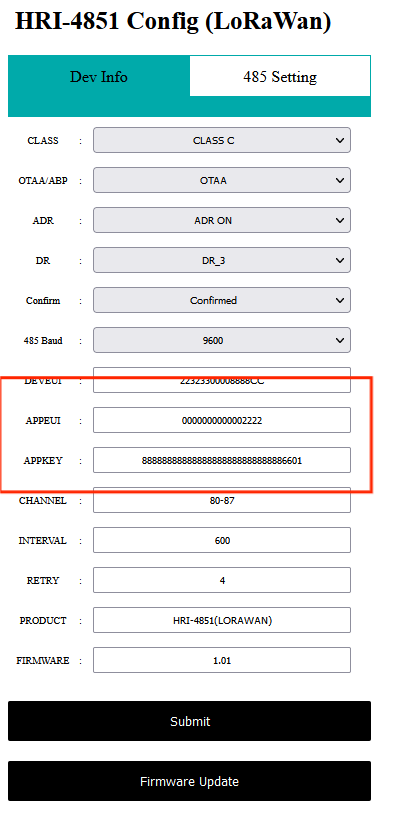 HRI-4851 Config (LoRaWan)
Dev Info 485 Setting
CLASS : CLASS C
OTAA/ABP : OTAA
ADR : ADR ON
DR : DR_3
Confirm : Confirmed
485 Baud : 9600
DEVEUI : 22323300008888CC
APPEUI : 0000000000002222
APPKEY : 88888888888888888888888888886601
CHANNEL : 80-87
INTERVAL : 600
RETRY : 4
PRODUCT : HRI-4851(LORAWAN)
FIRMWARE : 1.01
Submit
Firmware Update